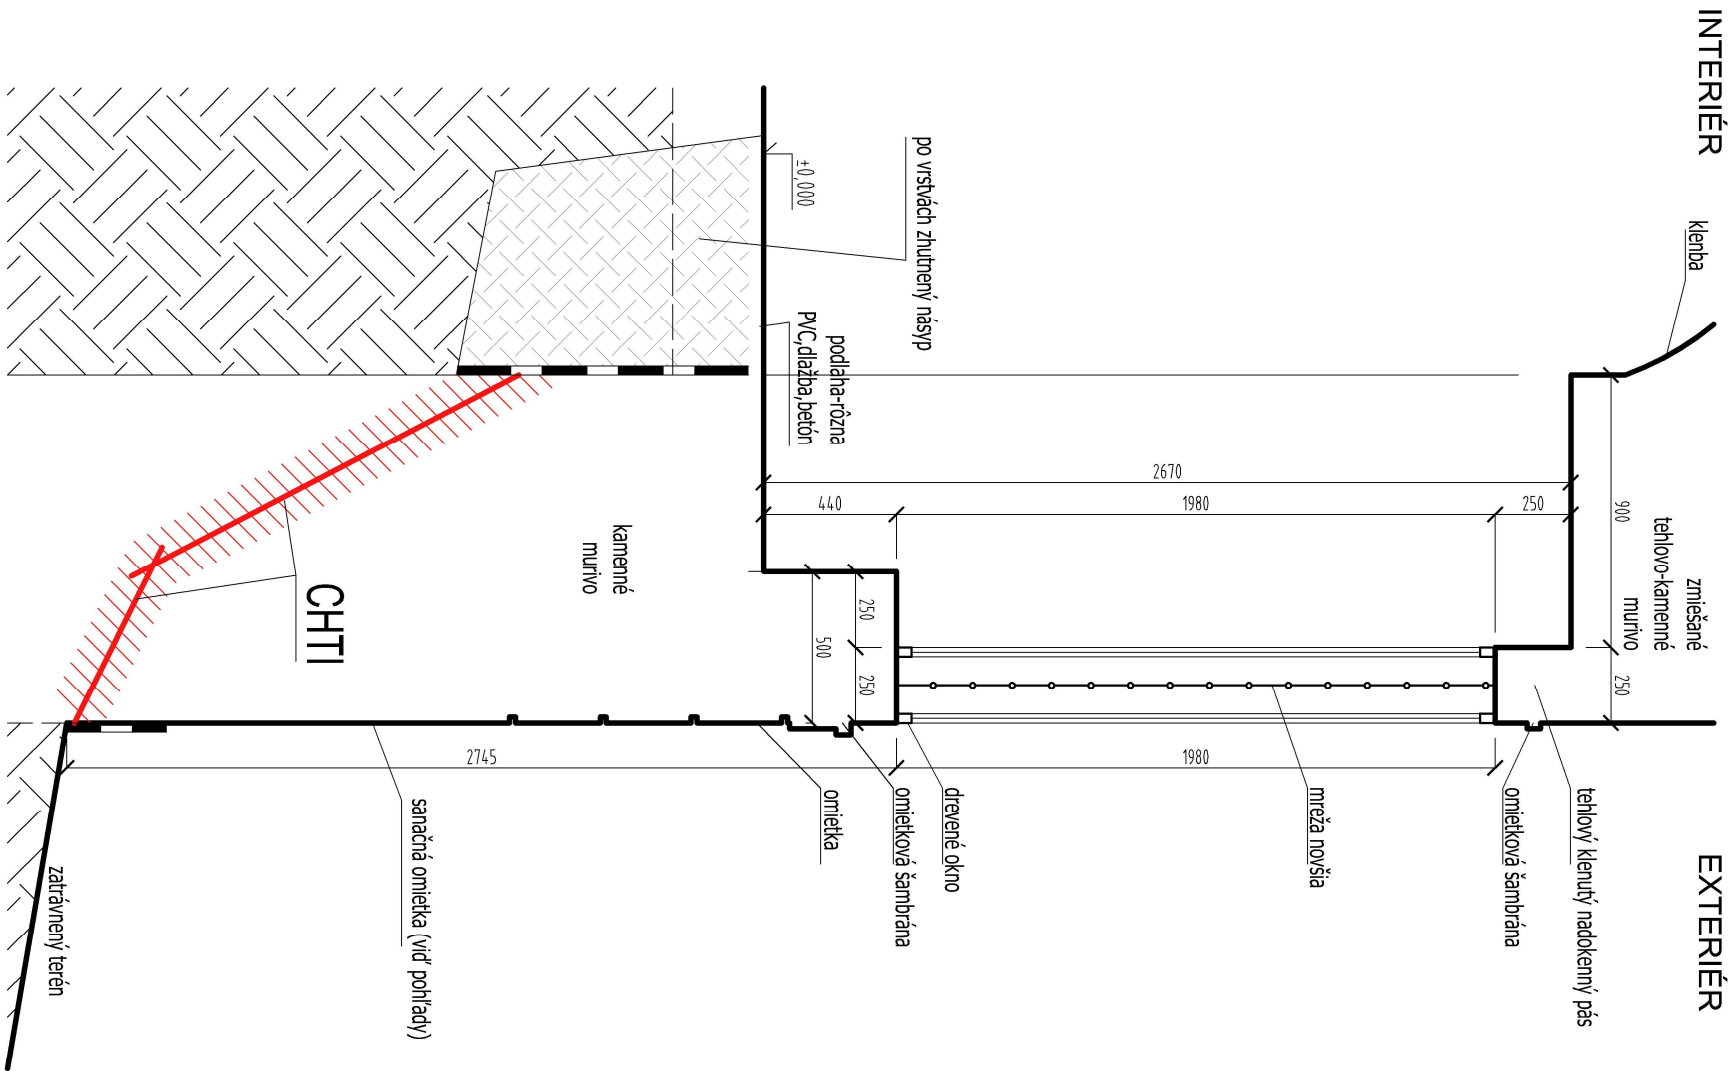 INTERIÉR
EXTERIÉR
klenba
zmiešané
tehlovo-kamenné
murivo
900
250
tehlový klenutý nadokenný pás
omietková šambrána
250
1980
440
2670
mreža novšia
1980
drevené okno
omietková šambrána
omietka
po vrstvách zhutnený násyp
±0,000
podlaha-rôzna
PVC,dlažba,betón
250
250
500
kamenné
murivo
2745
sanačná omietka (viď pohľady)
CHTI
zatrávnený terén